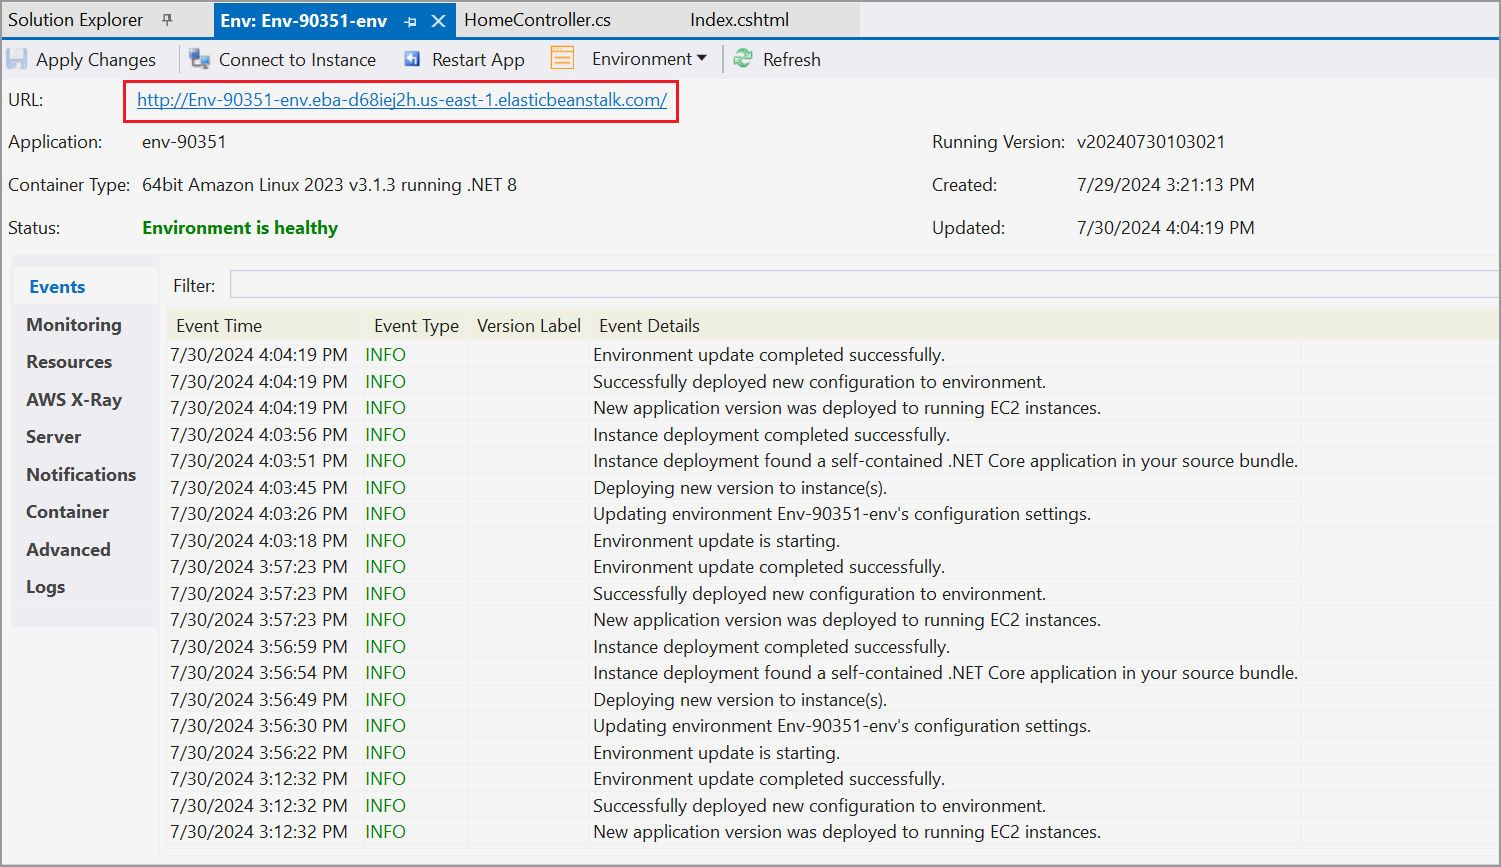 Solution Explorer Env: Env-90351-env HomeController.cs Index.cshtml
Apply Changes Connect to Instance Restart App Environment Refresh
URL: http://Env-90351-env.eba-d68iej2h.us-east-1.elasticbeanstalk.com/
Application: env-90351 Running Version: v20240730103021
Container Type: 64bit Amazon Linux 2023 v3.1.3 running .NET 8 Created: 7/29/2024 3:21:13 PM
Status: Environment is healthy Updated: 7/30/2024 4:04:19 PM
Events
Monitoring
Resources
AWS X-Ray
Server
Notifications
Container
Advanced
Logs
Filter:
Event Time Event Type Version Label Event Details
7/30/2024 4:04:19 PM INFO Environment update completed successfully.
7/30/2024 4:04:19 PM INFO Successfully deployed new configuration to environment.
7/30/2024 4:04:19 PM INFO New application version was deployed to running EC2 instances.
7/30/2024 4:03:56 PM INFO Instance deployment completed successfully.
7/30/2024 4:03:51 PM INFO Instance deployment found a self-contained .NET Core application in your source bundle.
7/30/2024 4:03:45 PM INFO Deploying new version to instance(s).
7/30/2024 4:03:26 PM INFO Updating environment Env-90351-env's configuration settings.
7/30/2024 4:03:18 PM INFO Environment update is starting.
7/30/2024 3:57:23 PM INFO Environment update completed successfully.
7/30/2024 3:57:23 PM INFO Successfully deployed new configuration to environment.
7/30/2024 3:57:23 PM INFO New application version was deployed to running EC2 instances.
7/30/2024 3:56:59 PM INFO Instance deployment completed successfully.
7/30/2024 3:56:54 PM INFO Instance deployment found a self-contained .NET Core application in your source bundle.
7/30/2024 3:56:49 PM INFO Deploying new version to instance(s).
7/30/2024 3:56:30 PM INFO Updating environment Env-90351-env's configuration settings.
7/30/2024 3:56:22 PM INFO Environment update is starting.
7/30/2024 3:12:32 PM INFO Environment update completed successfully.
7/30/2024 3:12:32 PM INFO Successfully deployed new configuration to environment.
7/30/2024 3:12:32 PM INFO New application version was deployed to running EC2 instances.